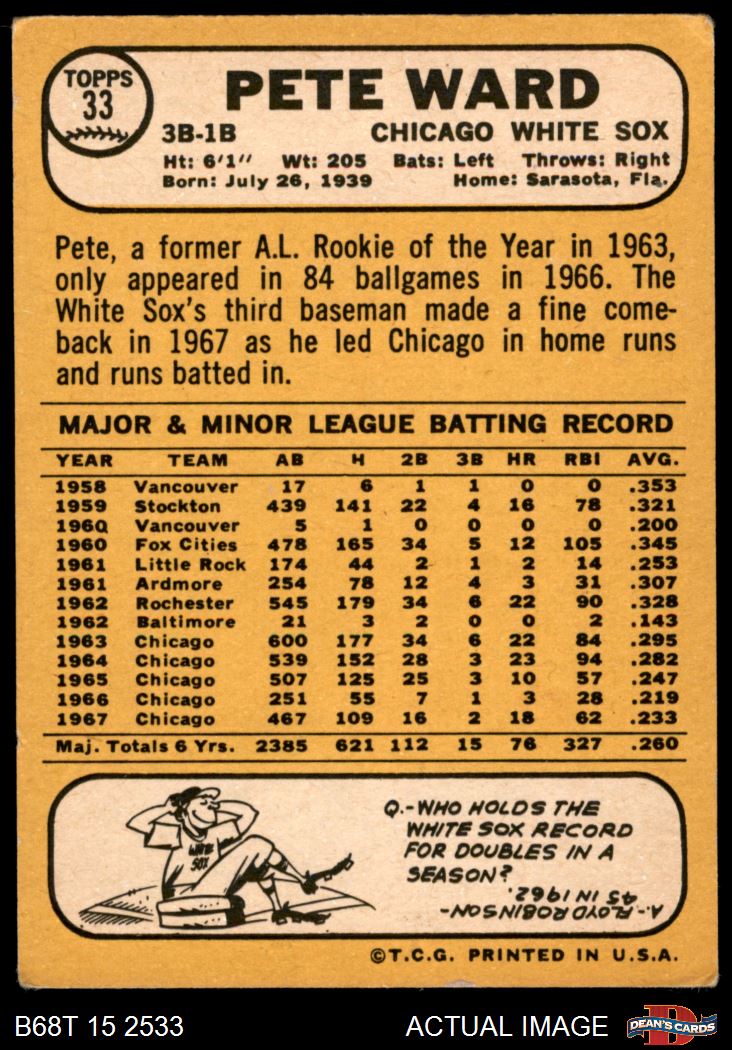 TOPPS
33
PETE WARD
3B-1B CHICAGO WHITE SOX
Ht: 6'1" Wt: 205 Bats: Left Throws: Right
Born: July 26, 1939 Home: Sarasota, Fla.
Pete, a former A.L. Rookie of the Year in 1963,
only appeared in 84 ballgames in 1966. The
White Sox's third baseman made a fine come-
back in 1967 as he led Chicago in home runs
and runs batted in.
MAJOR & MINOR LEAGUE BATTING RECORD
YEAR TEAM AB H 2B 3B HR RBI AVG.
1958 Vancouver 17 6 1 1 0 0 .353
1959 Stockton 439 141 22 4 16 78 .321
1960 Vancouver 5 1 0 0 0 0 .200
1960 Fox Cities 478 165 34 5 12 105 .345
1961 Little Rock 174 44 2 1 2 14 .253
1961 Ardmore 254 78 12 4 3 31 .307
1962 Rochester 545 179 34 6 22 90 .328
1962 Baltimore 21 3 2 0 0 2 .143
1963 Chicago 600 177 34 6 22 84 .295
1964 Chicago 539 152 28 3 23 94 .282
1965 Chicago 507 125 25 3 10 57 .247
1966 Chicago 251 55 7 1 3 28 .219
1967 Chicago 467 109 16 2 18 62 .233
Maj. Totals 6 Yrs. 2385 621 112 15 76 327 .260
WHITE
SOX
Q.-WHO HOLDS THE
WHITE SOX RECORD
FOR DOUBLES IN A
SEASON?
A.-FLOYD ROBINSON-
45 IN 1962.
©T.C.G. PRINTED IN U.S.A.
B68T 15 2533 ACTUAL IMAGE
D
DEAN'S CARDS